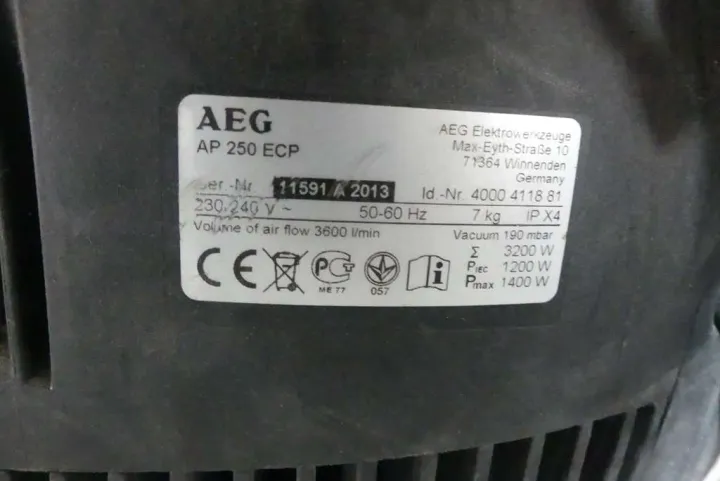 AEG
AP 250 ECP
AEG Elektrowerkzeuge
Max-Eyth-Straße 10
71364 Winnenden
Germany
Ser.-Nr. 11591 A 2013 Id.-Nr. 4000 4118 81
230-240 V ~ 50-60 Hz 7 kg IP X4
Volume of air flow 3600 l/min Vacuum 190 mbar
Σ 3200 W
PIEC 1200 W
Pmax 1400 W
CE
РСТ
ME 77
057
i